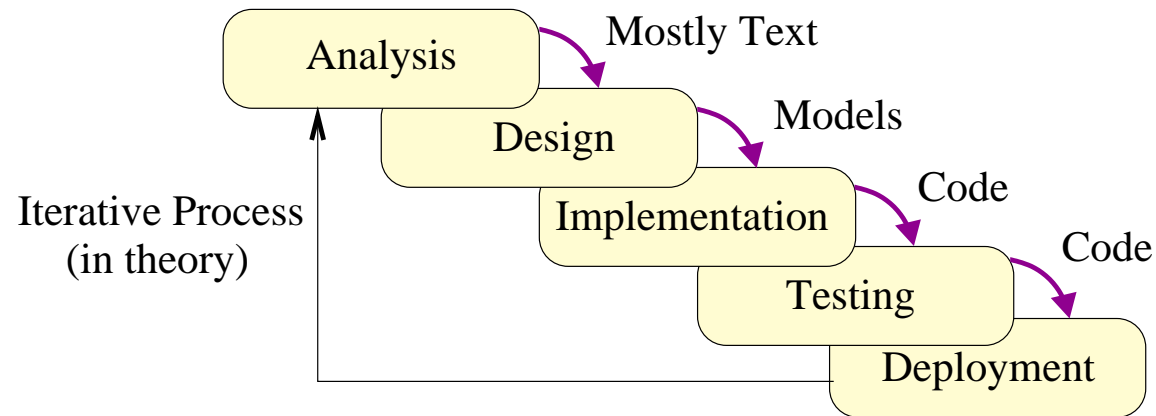 Analysis
Mostly Text
Design
Models
Implementation
Code
Iterative Process
(in theory)
Testing
Code
Deployment